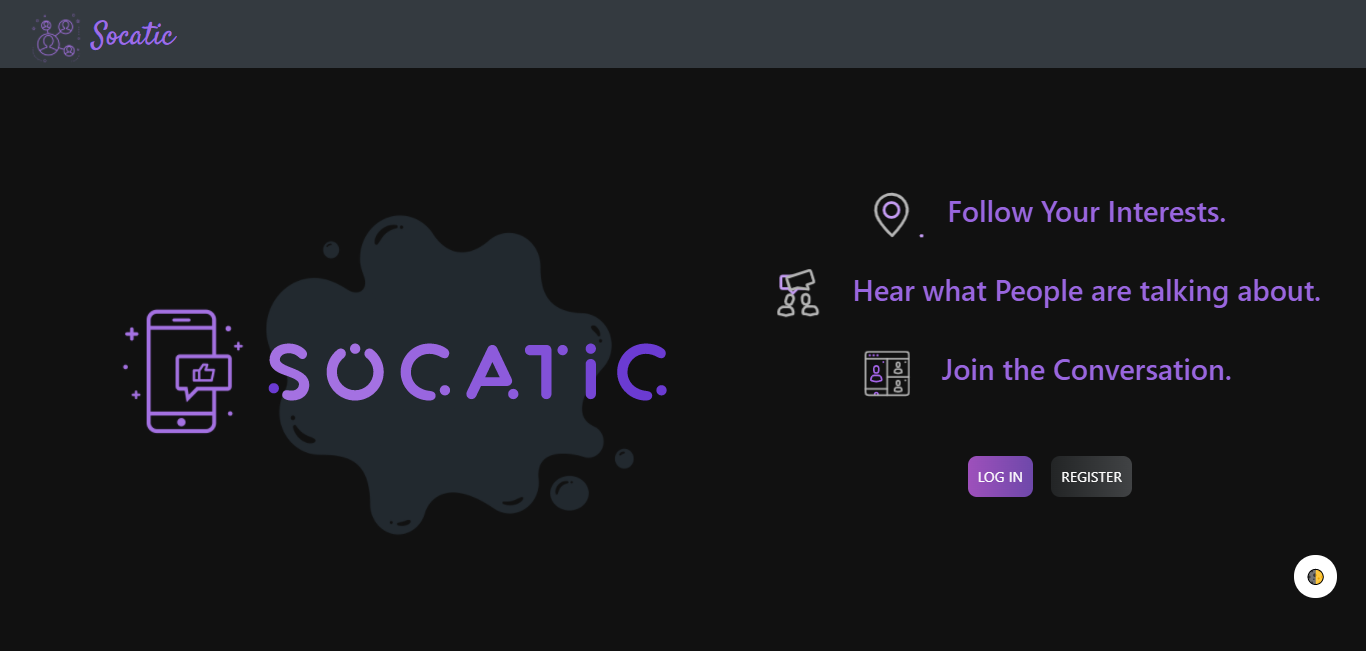 Socatic
SOCATiC
Follow Your Interests.
Hear what People are talking about.
Join the Conversation.
LOG IN
REGISTER